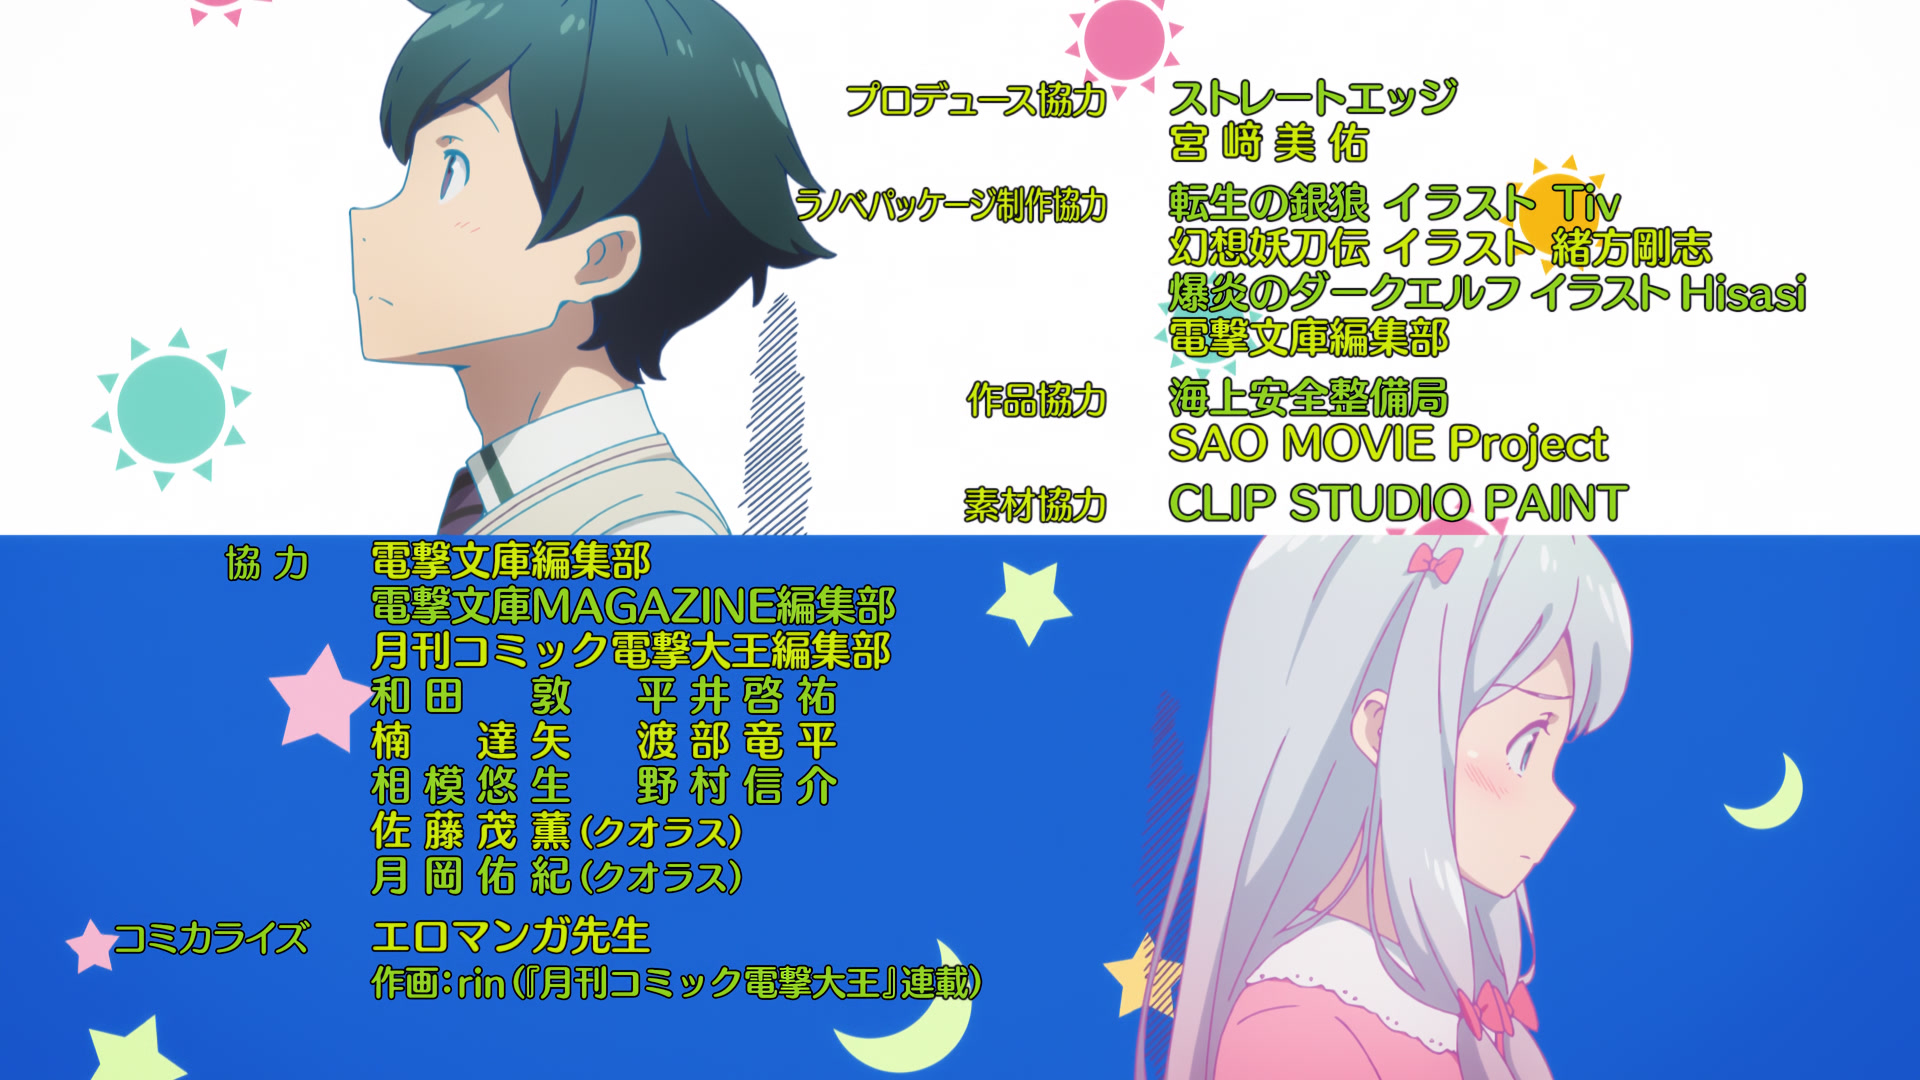 プロデュース協力 ストレートエッジ
宮﨑美佑
ラノベパッケージ制作協力 転生の銀狼 イラスト Tiv
幻想妖刀伝 イラスト 緒方剛志
爆炎のダークエルフ イラスト Hisasi
電撃文庫編集部
作品協力 海上安全整備局
SAO MOVIE Project
素材協力 CLIP STUDIO PAINT
協力 電撃文庫編集部
電撃文庫MAGAZINE編集部
月刊コミック電撃大王編集部
和田 敦 平井啓祐
楠 達矢 渡部竜平
相模悠生 野村信介
佐藤茂薫(クオラス)
月岡佑紀(クオラス)
コミカライズ エロマンガ先生
作画:rin(『月刊コミック電撃大王』連載)